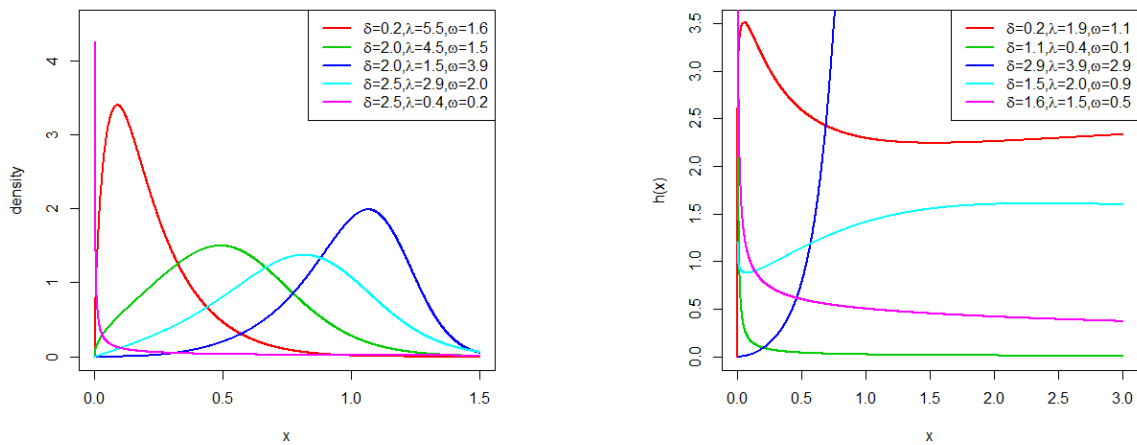 δ=0.2,λ=5.5,ω=1.6
δ=2.0,λ=4.5,ω=1.5
δ=2.0,λ=1.5,ω=3.9
δ=2.5,λ=2.9,ω=2.0
δ=2.5,λ=0.4,ω=0.2
density
4
3
2
1
0
0.0 0.5 1.0 1.5
x
δ=0.2,λ=1.9,ω=1.1
δ=1.1,λ=0.4,ω=0.1
δ=2.9,λ=3.9,ω=2.9
δ=1.5,λ=2.0,ω=0.9
δ=1.6,λ=1.5,ω=0.5
h(x)
3.5
3.0
2.5
2.0
1.5
1.0
0.5
0.0
0.0 0.5 1.0 1.5 2.0 2.5 3.0
x